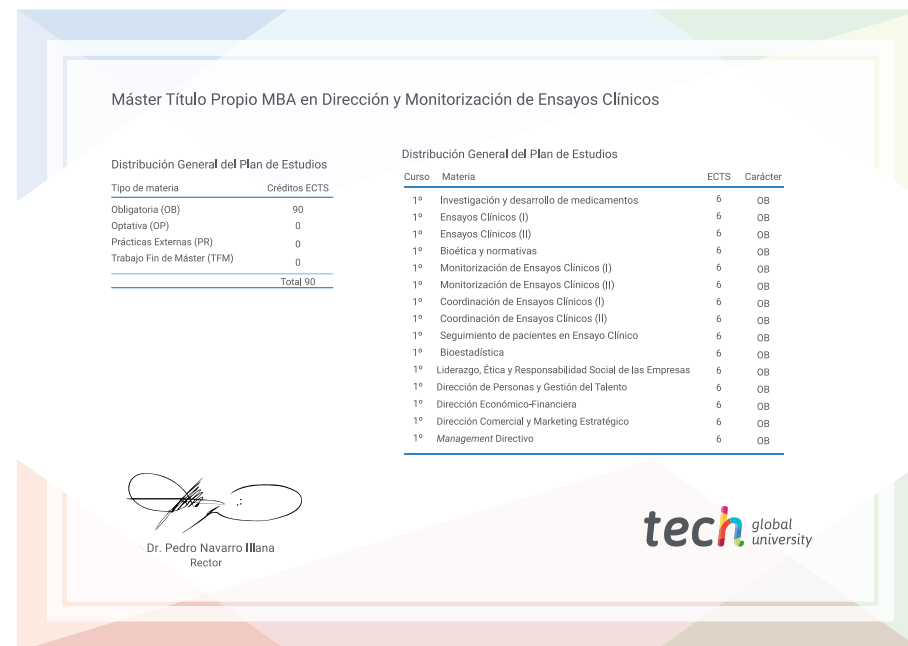 Máster Título Propio MBA en Dirección y Monitorización de Ensayos Clínicos
Distribución General del Plan de Estudios
Tipo de materia Créditos ECTS
Obligatoria (OB) 90
Optativa (OP) 0
Prácticas Externas (PR) 0
Trabajo Fin de Máster (TFM) 0
Total 90
Distribución General del Plan de Estudios
Curso Materia ECTS Carácter
1º Investigación y desarrollo de medicamentos 6 OB
1º Ensayos Clínicos (I) 6 OB
1º Ensayos Clínicos (II) 6 OB
1º Bioética y normativas 6 OB
1º Monitorización de Ensayos Clínicos (I) 6 OB
1º Monitorización de Ensayos Clínicos (II) 6 OB
1º Coordinación de Ensayos Clínicos (I) 6 OB
1º Coordinación de Ensayos Clínicos (II) 6 OB
1º Seguimiento de pacientes en Ensayo Clínico 6 OB
1º Bioestadística 6 OB
1º Liderazgo, Ética y Responsabilidad Social de las Empresas 6 OB
1º Dirección de Personas y Gestión del Talento 6 OB
1º Dirección Económico-Financiera 6 OB
1º Dirección Comercial y Marketing Estratégico 6 OB
1º Management Directivo 6 OB
Dr. Pedro Navarro Illana
Rector
tech global
university